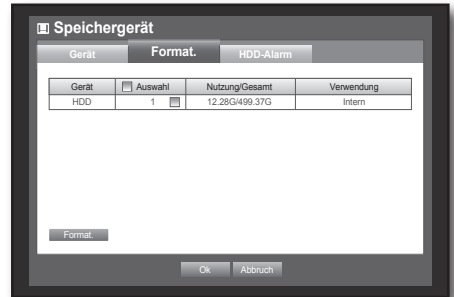 Speichergerät
Gerät Format. HDD-Alarm
Gerät Auswahl Nutzung/Gesamt Verwendung
HDD 1 12.28G/499.37G Intern
Format.
Ok Abbruch